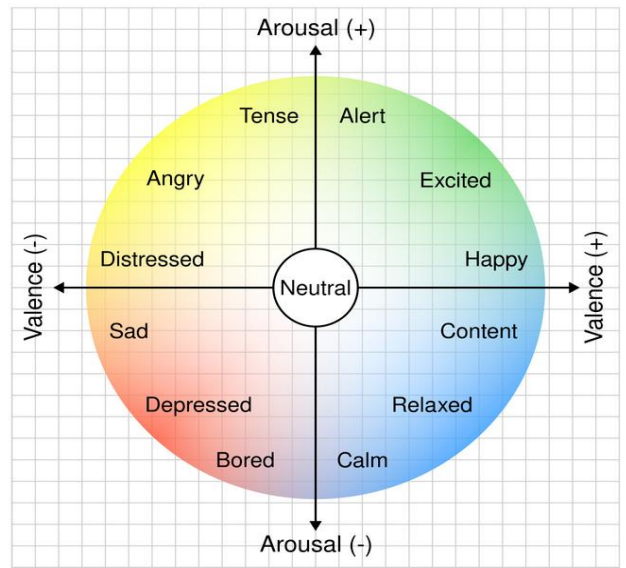 Arousal (+)
Tense
Alert
Angry
Excited
Distressed
Happy
Valence (-)
Neutral
Valence (+)
Sad
Content
Depressed
Relaxed
Bored
Calm
Arousal (-)